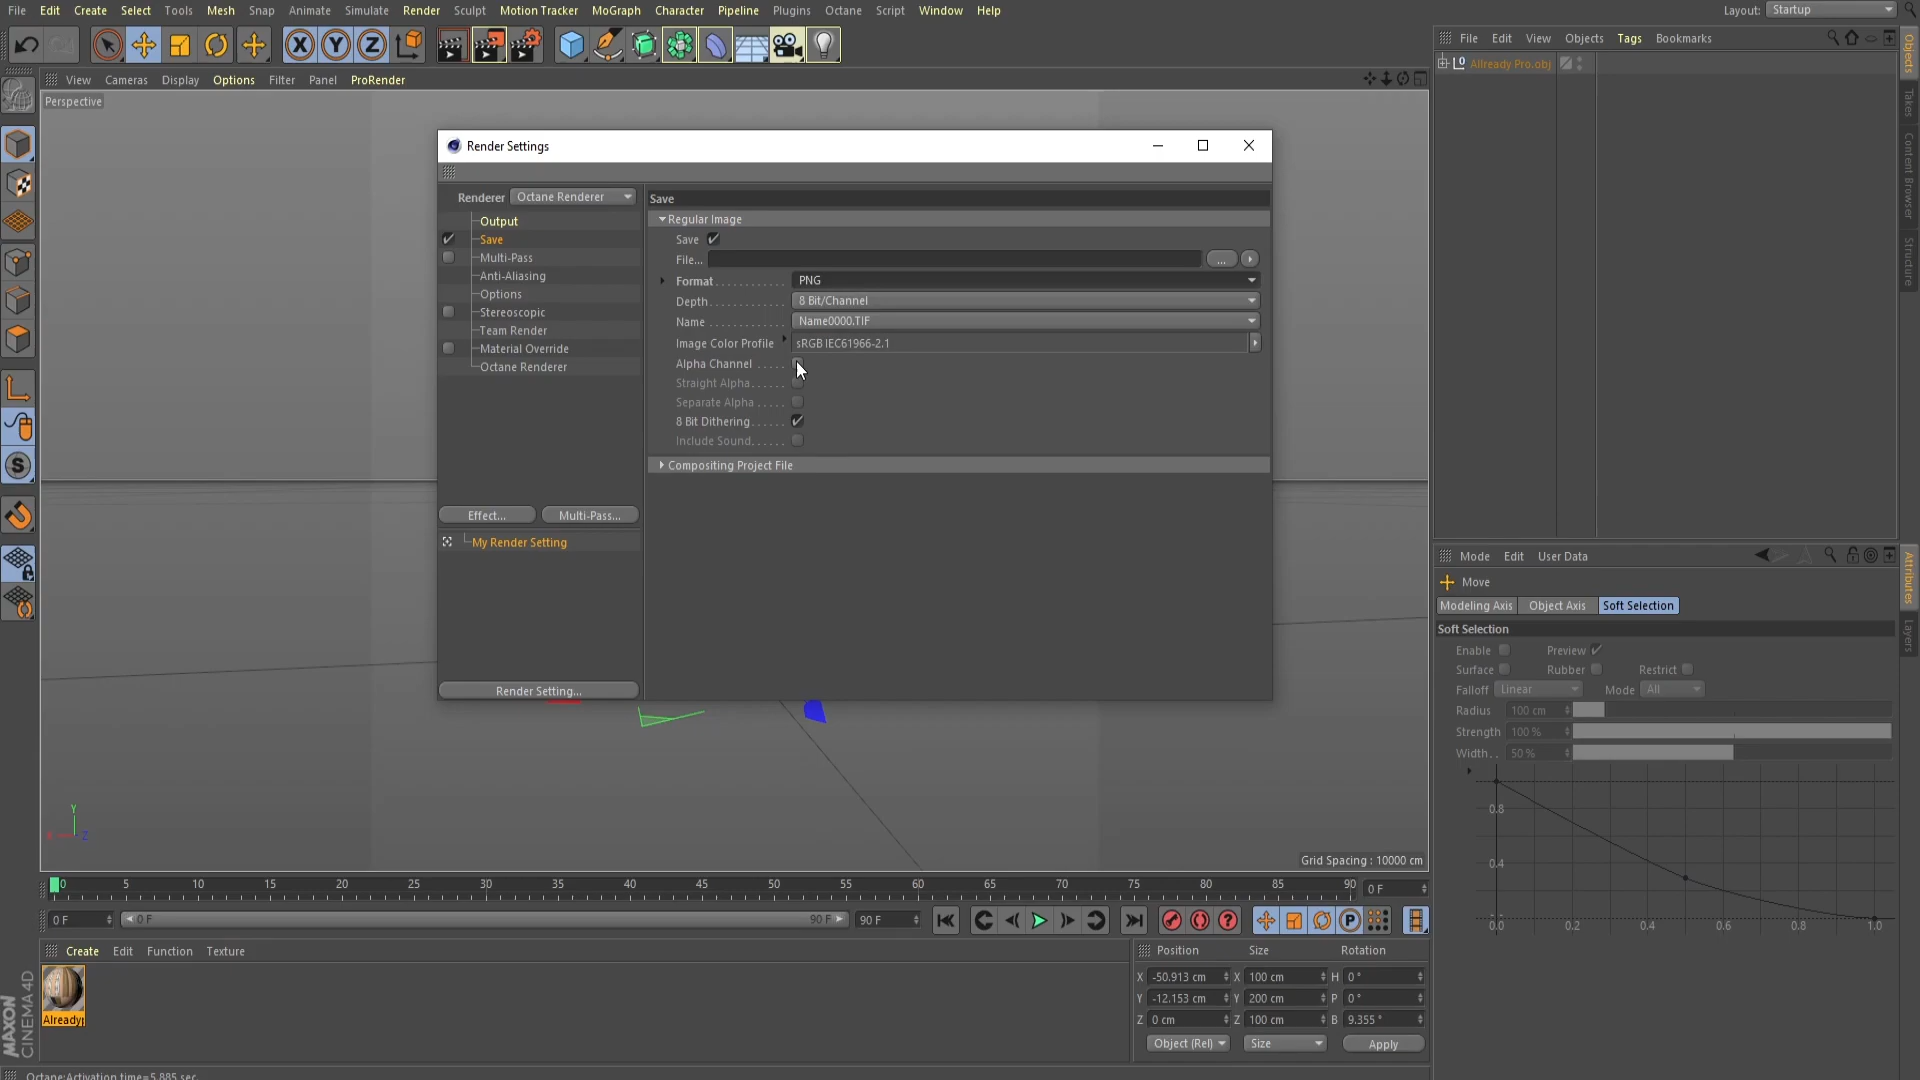 File Edit Create Select Tools Mesh Snap Animate Simulate Render Sculpt Motion Tracker MoGraph Character Pipeline Plugins Octane Script Window Help
Layout: Startup
View Cameras Display Options Filter Panel ProRender
Perspective
File Edit View Objects Tags Bookmarks
Allready Pro.obj
Objects
Takes
Content Browser
Structure
Render Settings
Renderer Octane Renderer
Output
Save
Multi-Pass
Anti-Aliasing
Options
Stereoscopic
Team Render
Material Override
Octane Renderer
Effect... Multi-Pass...
My Render Setting
Render Setting...
Save
Regular Image
Save
File...
Format PNG
Depth 8 Bit/Channel
Name Name0000.TIF
Image Color Profile sRGB IEC61966-2.1
Alpha Channel
Straight Alpha
Separate Alpha
8 Bit Dithering
Include Sound
Compositing Project File
Y
X Z
Grid Spacing : 10000 cm
Mode Edit User Data
Move
Modeling Axis Object Axis Soft Selection
Soft Selection
Enable Preview
Surface Rubber Restrict
Falloff Linear Mode All
Radius 100 cm
Strength 100 %
Width 50 %
0.8
0.4
0.0 0.2 0.4 0.6 0.8 1.0
Attributes
Layers
0 5 10 15 20 25 30 35 40 45 50 55 60 65 70 75 80 85 90 0 F
0 F 0 F 90 F 90 F
Create Edit Function Texture
Already
Position Size Rotation
X -50.913 cm X 100 cm H 0 °
Y -12.153 cm Y 200 cm P 0 °
Z 0 cm Z 100 cm B 9.355 °
Object (Rel) Size Apply
MAXON CINEMA 4D
Octane:Activation time=5.885 sec.